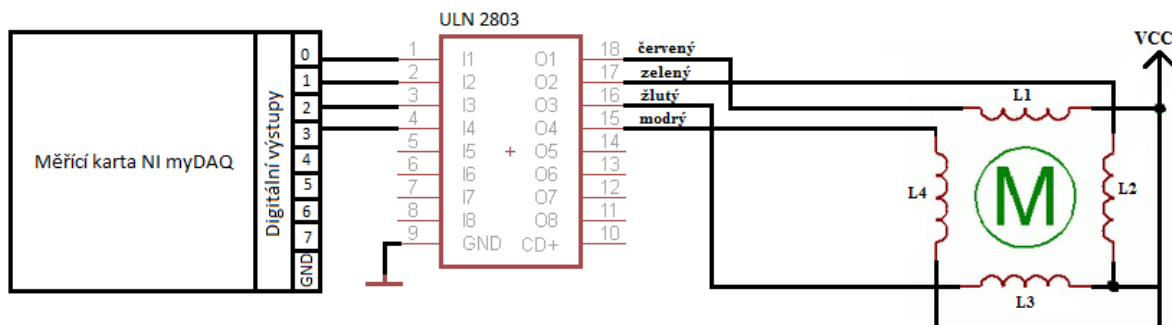 ULN 2803
Měřící karta NI myDAQ
Digitální výstupy
0
1
2
3
4
5
6
7
GND
1 I1 O1 18 červený
2 I2 O2 17 zelený
3 I3 O3 16 žlutý
4 I4 O4 15 modrý
5 I5 + O5 14
6 I6 O6 13
7 I7 O7 12
8 I8 O8 11
9 GND CD+ 10
VCC
L1
L4
M
L2
L3